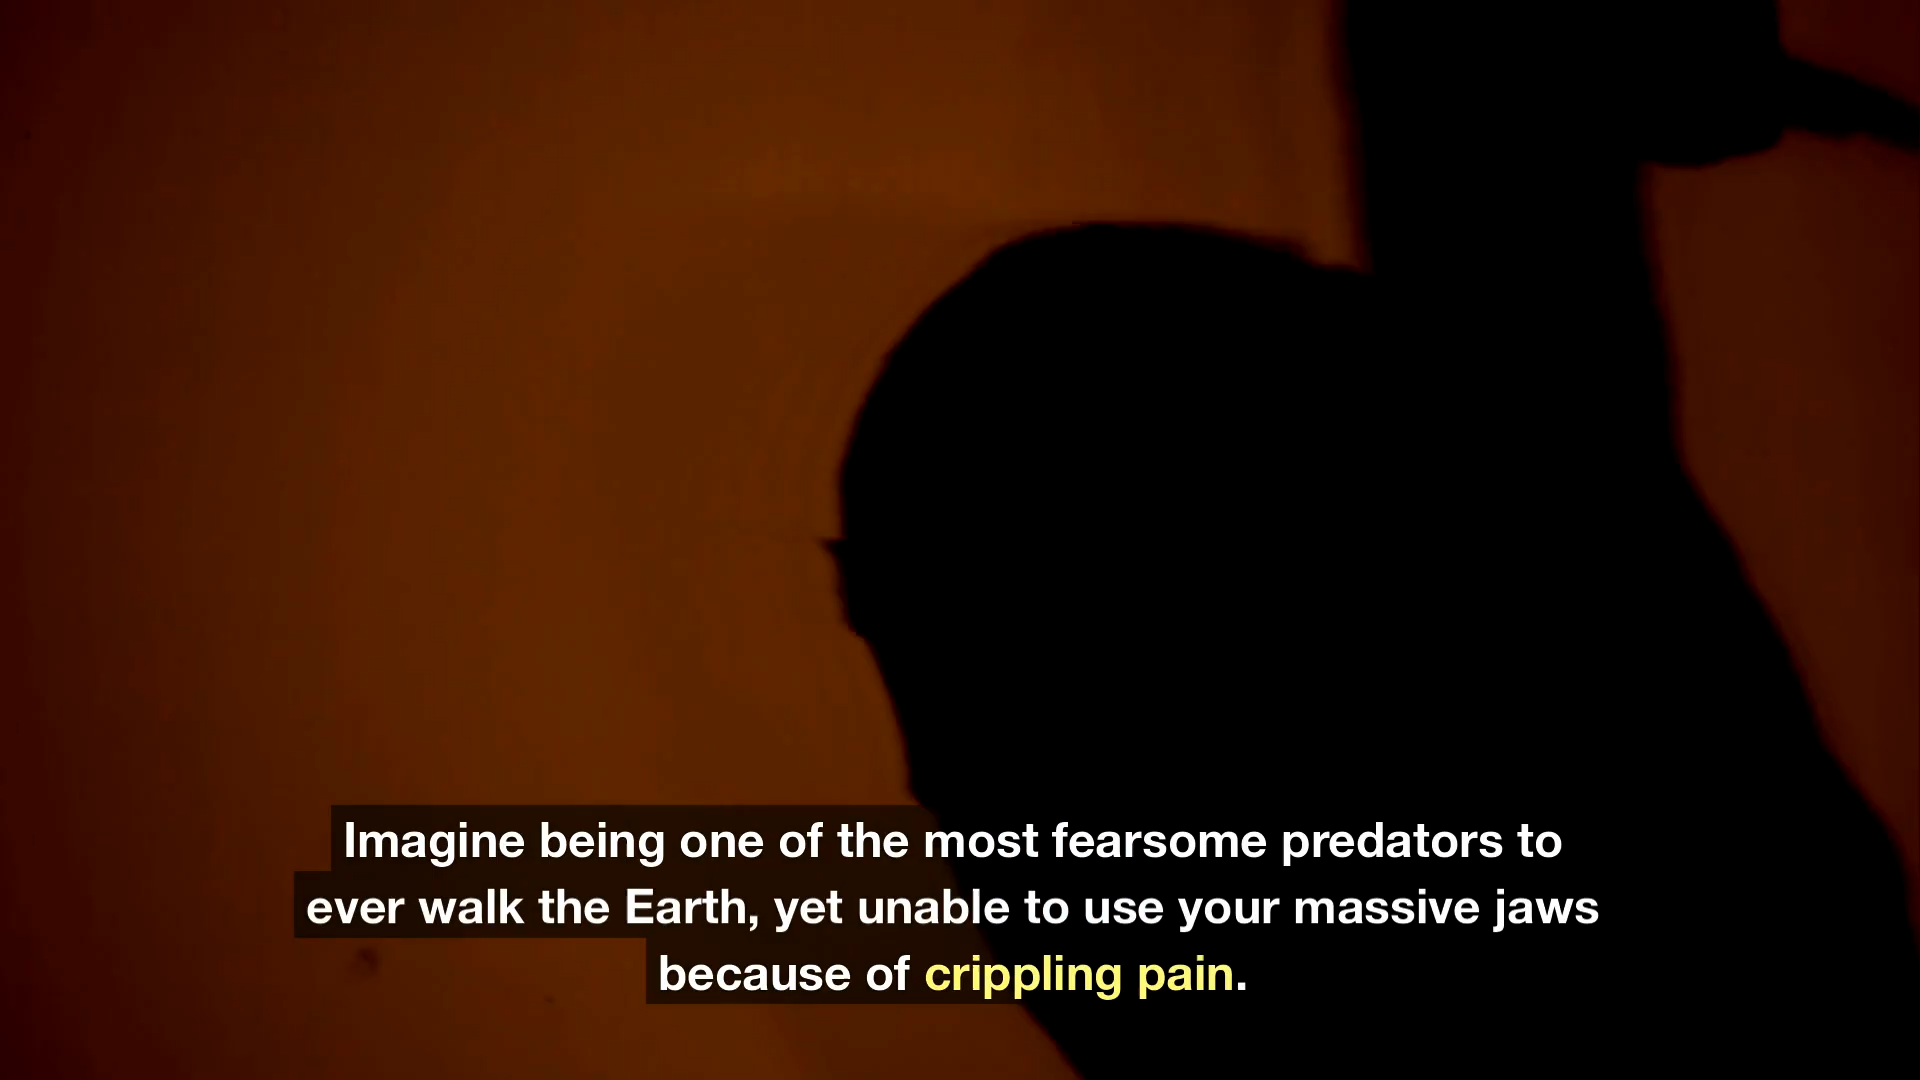 Imagine being one of the most fearsome predators to
ever walk the Earth, yet unable to use your massive jaws
because of crippling pain.